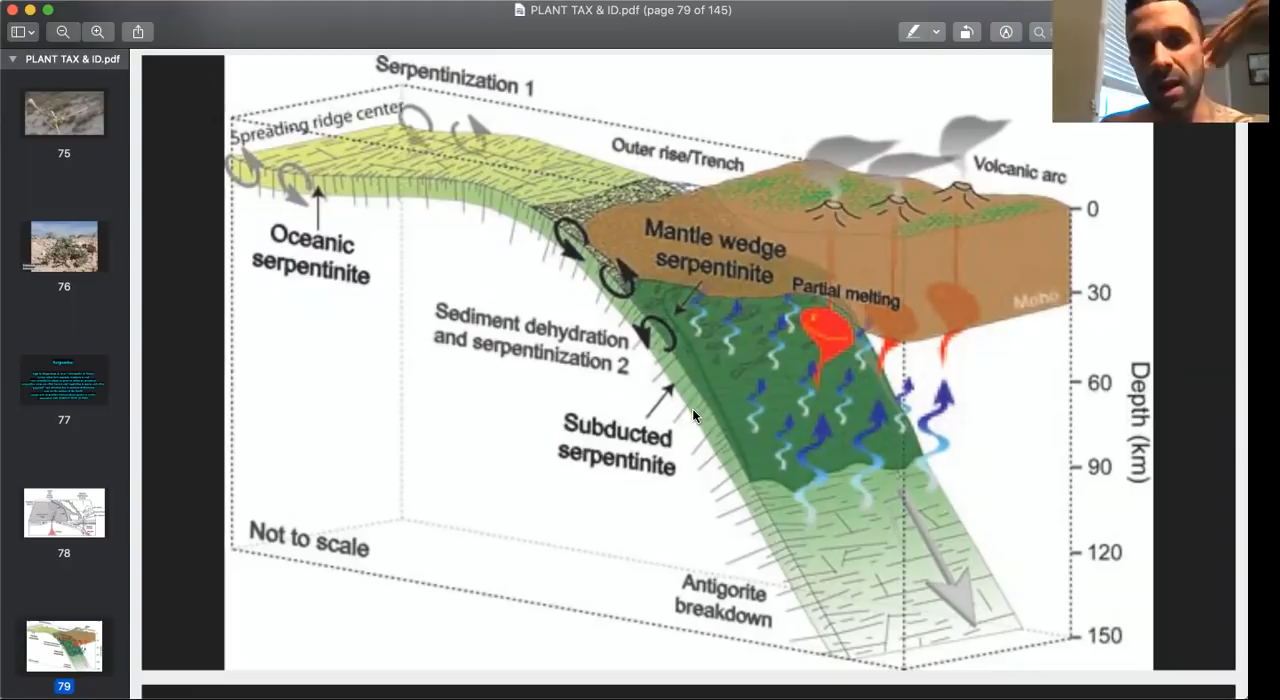 PLANT TAX & ID.pdf (page 79 of 145)
PLANT TAX & ID.pdf
75
76
77
78
79
Serpentinization 1
Spreading ridge center
Outer rise/Trench
Volcanic arc
Oceanic
serpentinite
Mantle wedge
serpentinite
Partial melting
Moho
Sediment dehydration
and serpentinization 2
Subducted
serpentinite
Not to scale
Antigorite
breakdown
0
30
60
90
120
150
Depth (km)